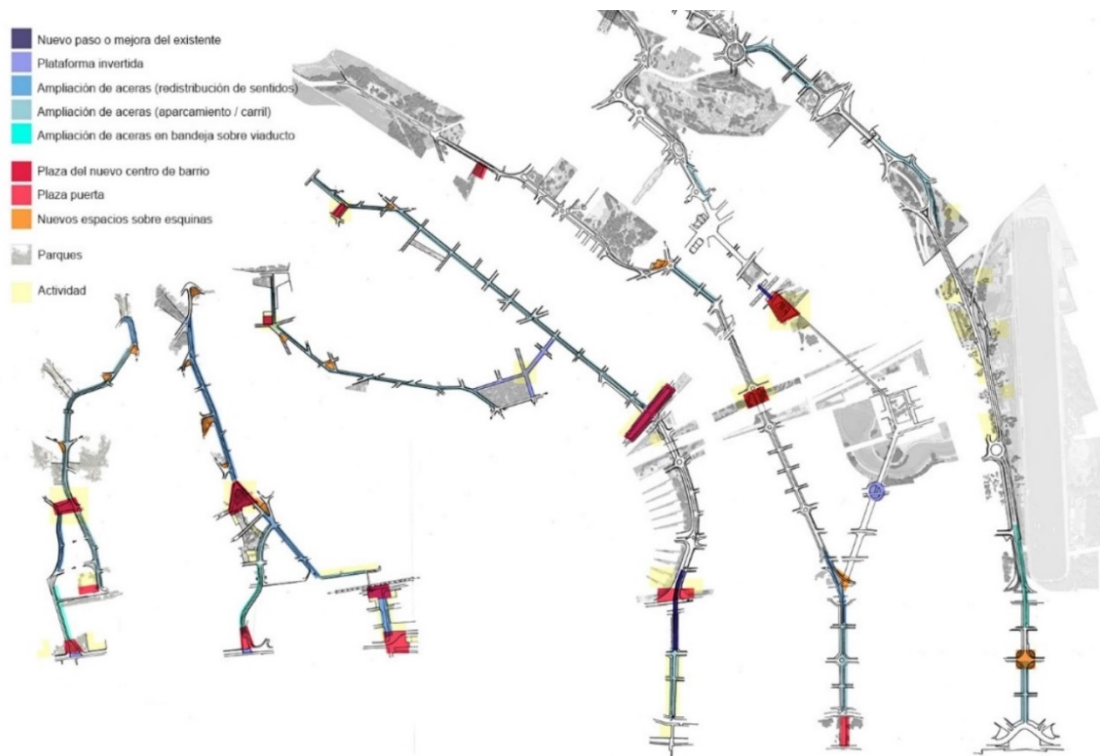 Nuevo paso o mejora del existente
Plataforma invertida
Ampliación de aceras (redistribución de sentidos)
Ampliación de aceras (aparcamiento / carril)
Ampliación de aceras en bandeja sobre viaducto
Plaza del nuevo centro de barrio
Plaza puerta
Nuevos espacios sobre esquinas
Parques
Actividad